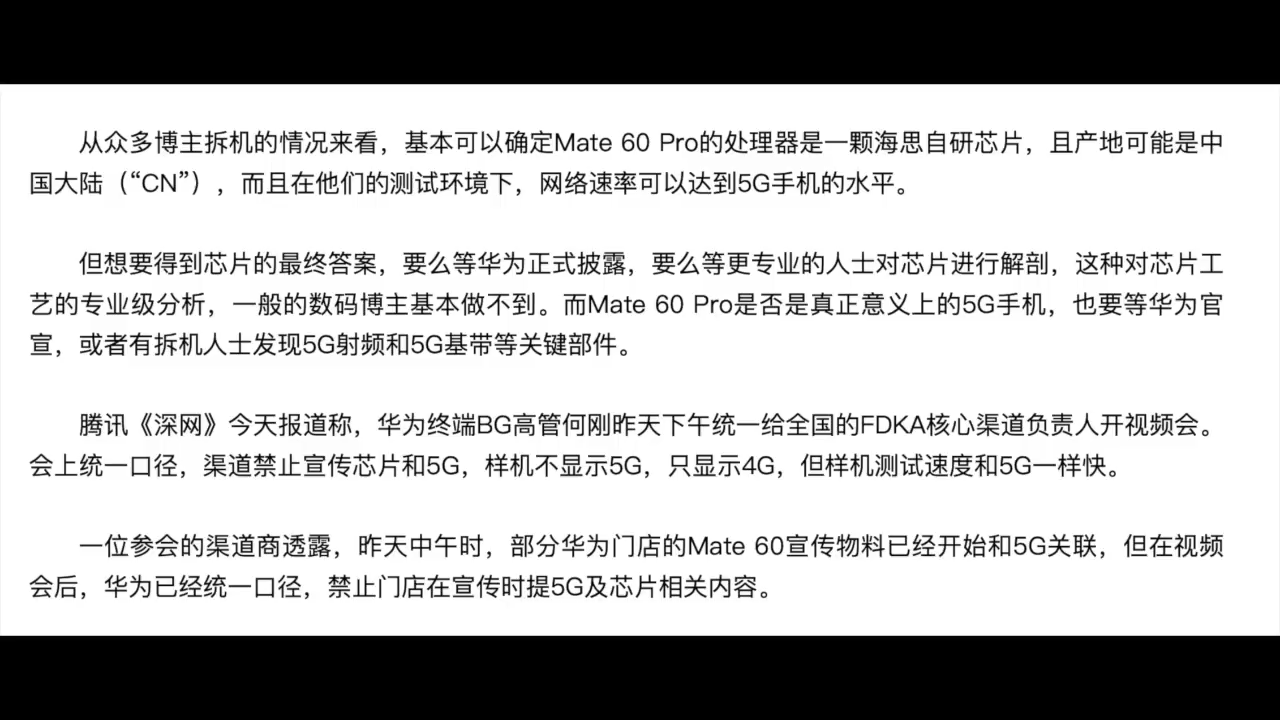 从众多博主拆机的情况来看，基本可以确定Mate 60 Pro的处理器是一颗海思自研芯片，且产地可能是中
国大陆（“CN”），而且在他们的测试环境下，网络速率可以达到5G手机的水平。
但想要得到芯片的最终答案，要么等华为正式披露，要么等更专业的人士对芯片进行解剖，这种对芯片工
艺的专业级分析，一般的数码博主基本做不到。而Mate 60 Pro是否是真正意义上的5G手机，也要等华为官
宣，或者有拆机人士发现5G射频和5G基带等关键部件。
腾讯《深网》今天报道称，华为终端BG高管何刚昨天下午统一给全国的FDKA核心渠道负责人开视频会。
会上统一口径，渠道禁止宣传芯片和5G，样机不显示5G，只显示4G，但样机测试速度和5G一样快。
一位参会的渠道商透露，昨天中午时，部分华为门店的Mate 60宣传物料已经开始和5G关联，但在视频
会后，华为已经统一口径，禁止门店在宣传时提5G及芯片相关内容。